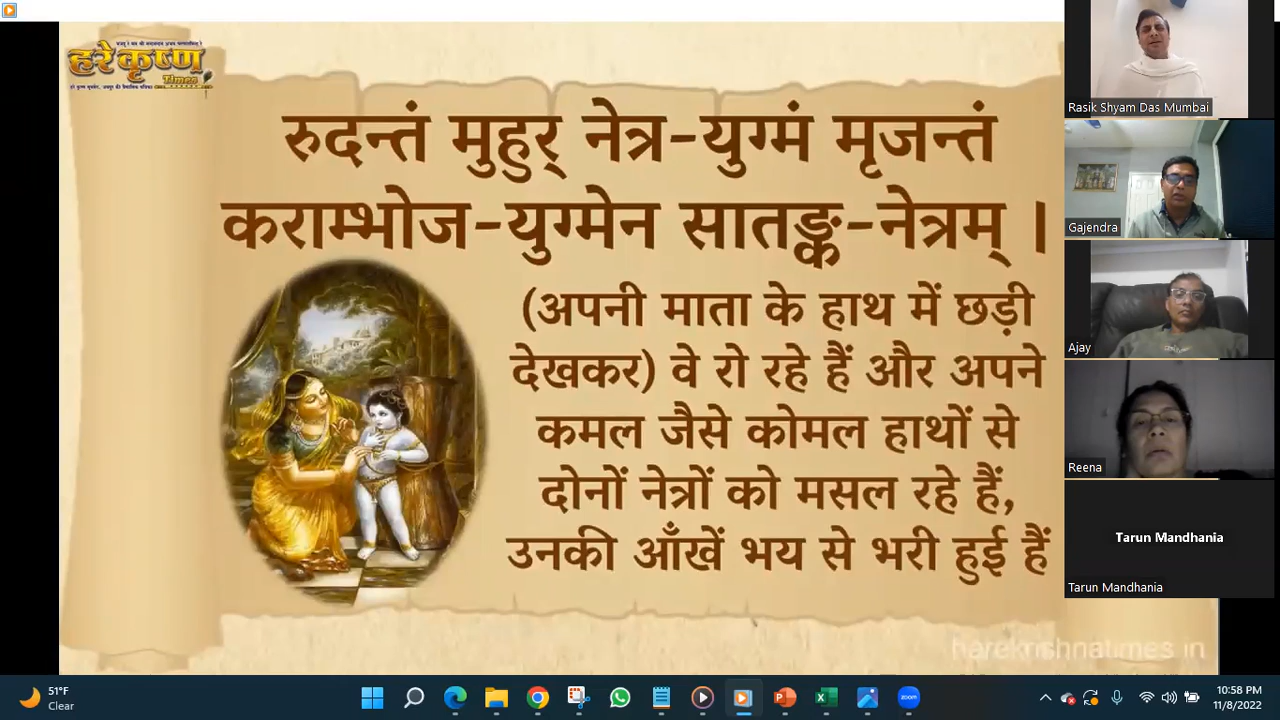 हरे कृष्ण
Times
रुदन्तं मुहुर् नेत्र-युग्मं मृजन्तं
कराम्भोज-युग्मेन सातङ्क-नेत्रम् ।
(अपनी माता के हाथ में छड़ी
देखकर) वे रो रहे हैं और अपने
कमल जैसे कोमल हाथों से
दोनों नेत्रों को मसल रहे हैं,
उनकी आँखें भय से भरी हुई हैं
harekrishnatimes.in
Rasik Shyam Das Mumbai
Gajendra
Ajay
Reena
Tarun Mandhania
Tarun Mandhania
51°F
Clear
zoom
10:58 PM
11/8/2022